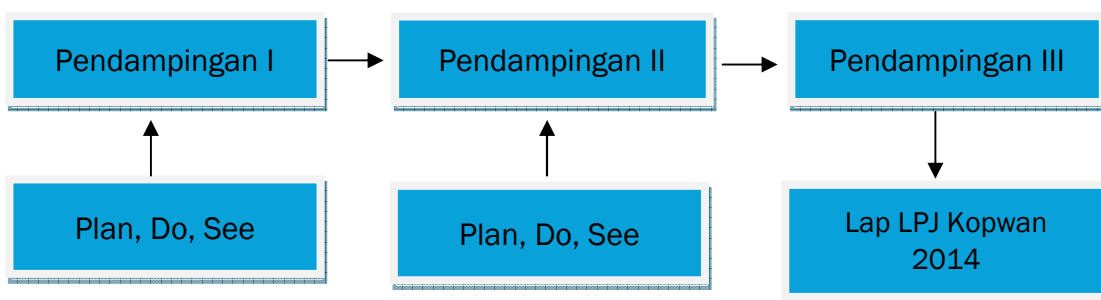 Pendampingan I
Pendampingan II
Pendampingan III
Plan, Do, See
Plan, Do, See
Lap LPJ Kopwan
2014